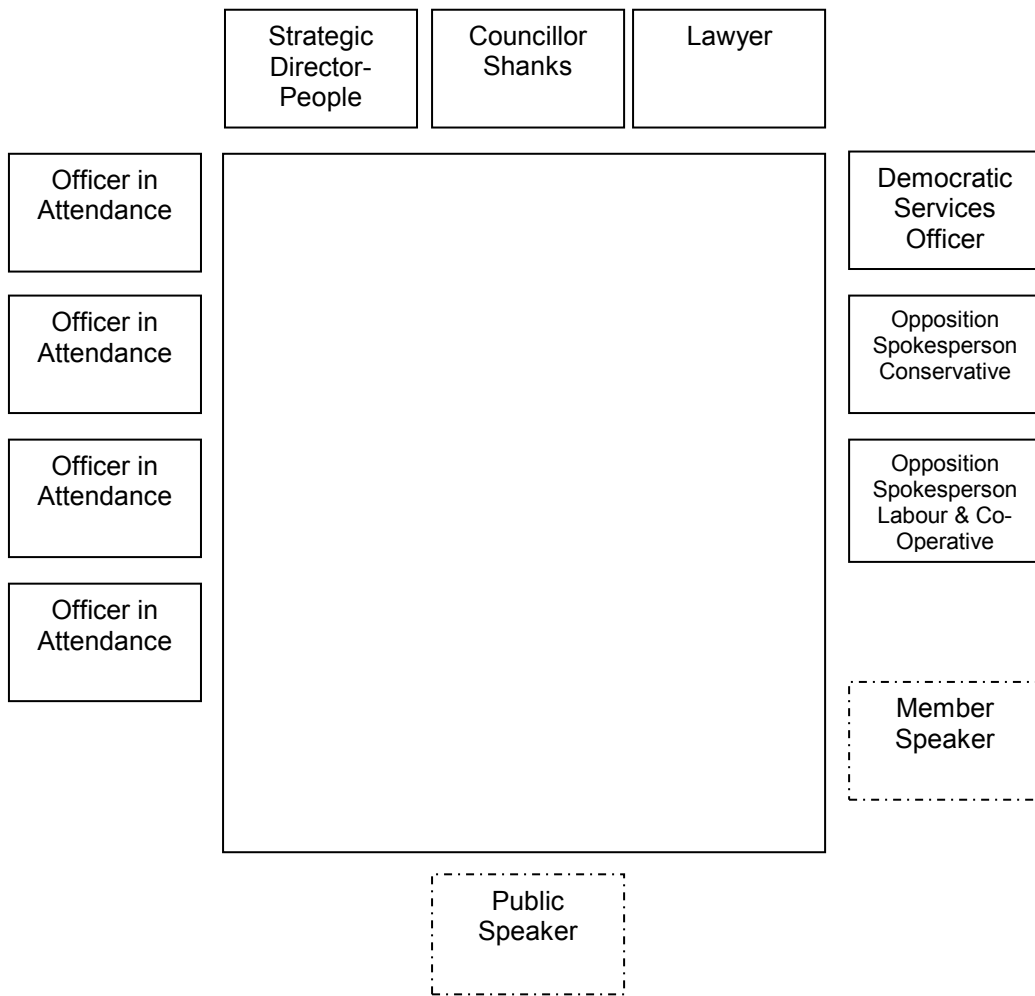 Strategic
Director-
People
Councillor
Shanks
Lawyer
Officer in
Attendance
Democratic
Services
Officer
Officer in
Attendance
Opposition
Spokesperson
Conservative
Officer in
Attendance
Opposition
Spokesperson
Labour & Co-
Operative
Officer in
Attendance
Member
Speaker
Public
Speaker